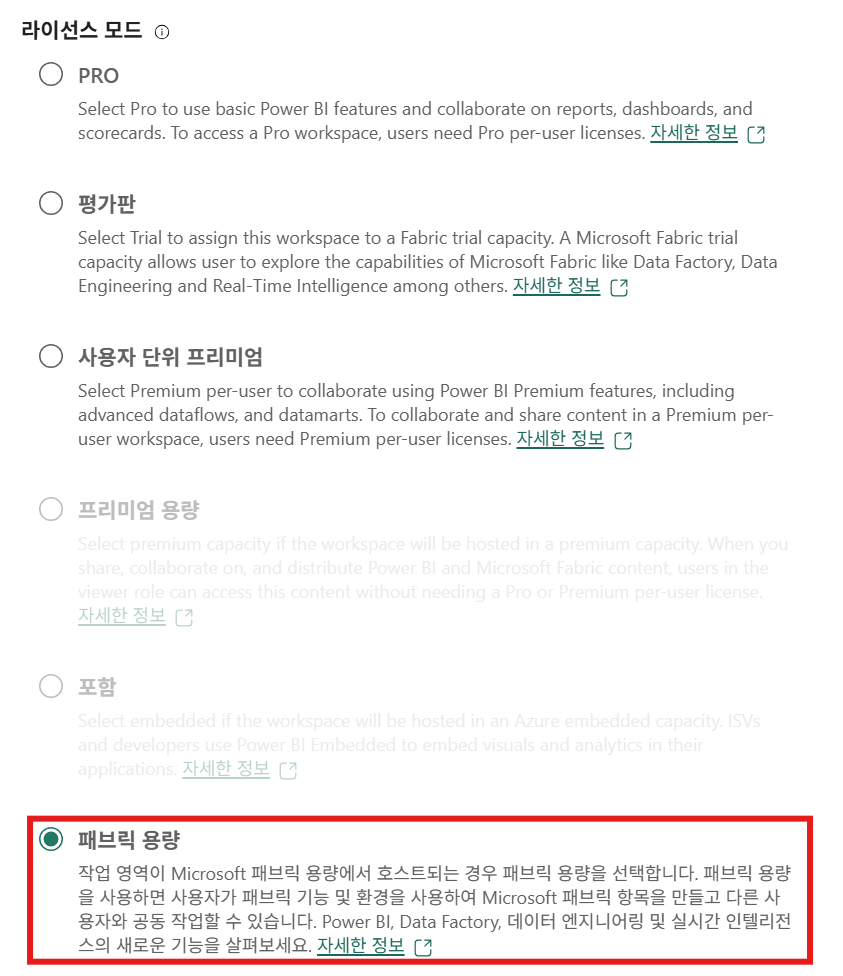 라이선스 모드
PRO
Select Pro to use basic Power BI features and collaborate on reports, dashboards, and
scorecards. To access a Pro workspace, users need Pro per-user licenses. 자세한 정보
평가판
Select Trial to assign this workspace to a Fabric trial capacity. A Microsoft Fabric trial
capacity allows user to explore the capabilities of Microsoft Fabric like Data Factory, Data
Engineering and Real-Time Intelligence among others. 자세한 정보
사용자 단위 프리미엄
Select Premium per-user to collaborate using Power BI Premium features, including
advanced dataflows, and datamarts. To collaborate and share content in a Premium per-
user workspace, users need Premium per-user licenses. 자세한 정보
프리미엄 용량
Select premium capacity if the workspace will be hosted in a premium capacity. When you
share, collaborate on, and distribute Power BI and Microsoft Fabric content, users in the
viewer role can access this content without needing a Pro or Premium per-user license.
자세한 정보
포함
Select embedded if the workspace will be hosted in an Azure embedded capacity. ISVs
and developers use Power BI Embedded to embed visuals and analytics in their
applications. 자세한 정보
패브릭 용량
작업 영역이 Microsoft 패브릭 용량에서 호스트되는 경우 패브릭 용량을 선택합니다. 패브릭 용량
을 사용하면 사용자가 패브릭 기능 및 환경을 사용하여 Microsoft 패브릭 항목을 만들고 다른 사
용자와 공동 작업할 수 있습니다. Power BI, Data Factory, 데이터 엔지니어링 및 실시간 인텔리전
스의 새로운 기능을 살펴보세요. 자세한 정보